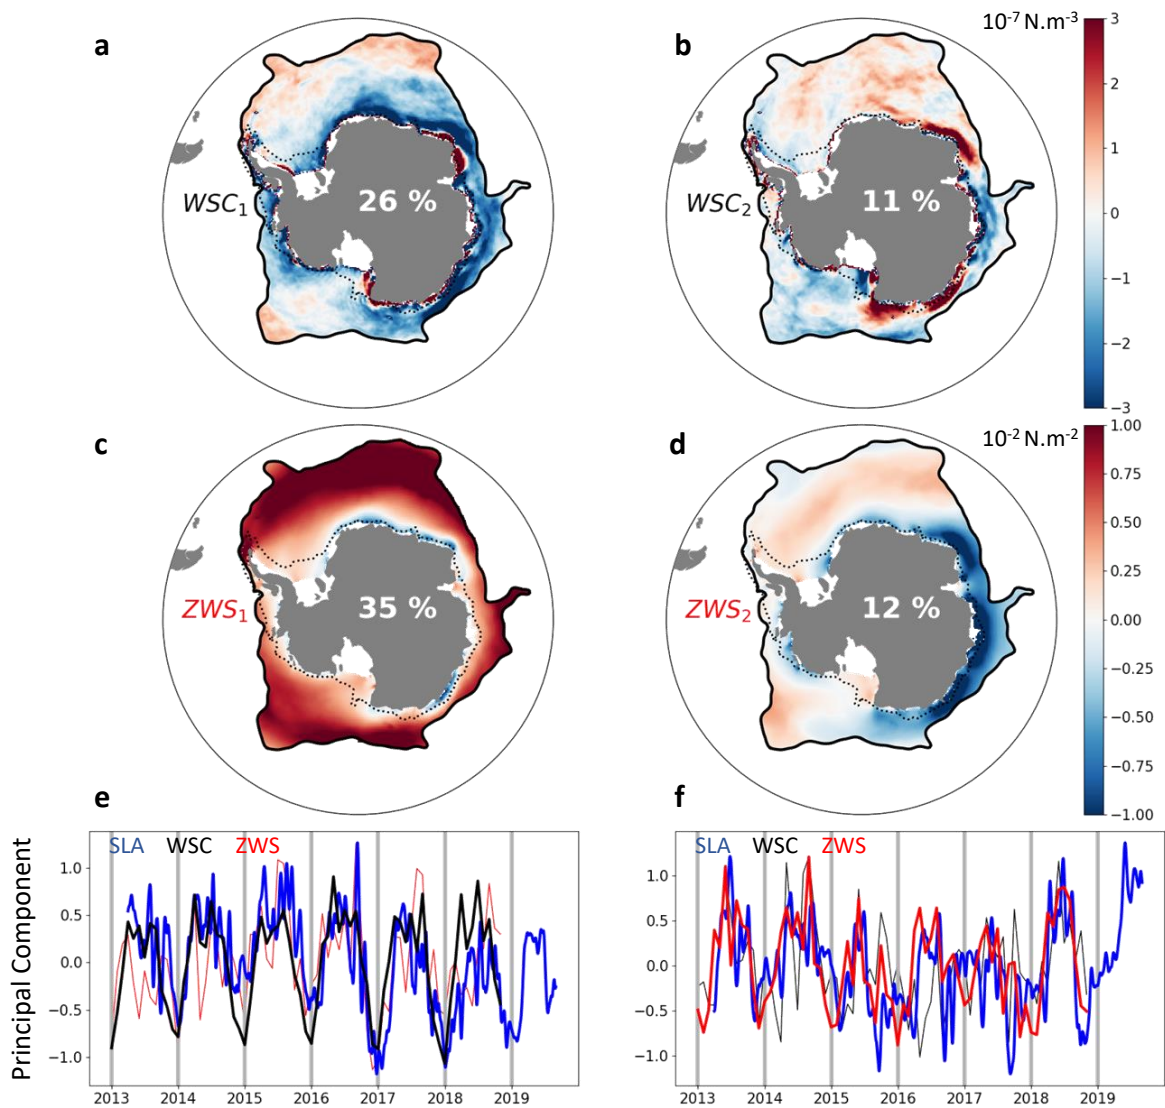 a
b
10⁻⁷ N.m⁻³
3
2
1
0
−1
−2
−3
WSC₁
26 %
WSC₂
11 %
c
d
10⁻² N.m⁻²
1.00
0.75
0.50
0.25
0.00
−0.25
−0.50
−0.75
−1.00
ZWS₁
35 %
ZWS₂
12 %
e
f
Principal Component
SLA WSC ZWS
1.0
0.5
0.0
−0.5
−1.0
2013 2014 2015 2016 2017 2018 2019
SLA WSC ZWS
1.0
0.5
0.0
−0.5
−1.0
2013 2014 2015 2016 2017 2018 2019